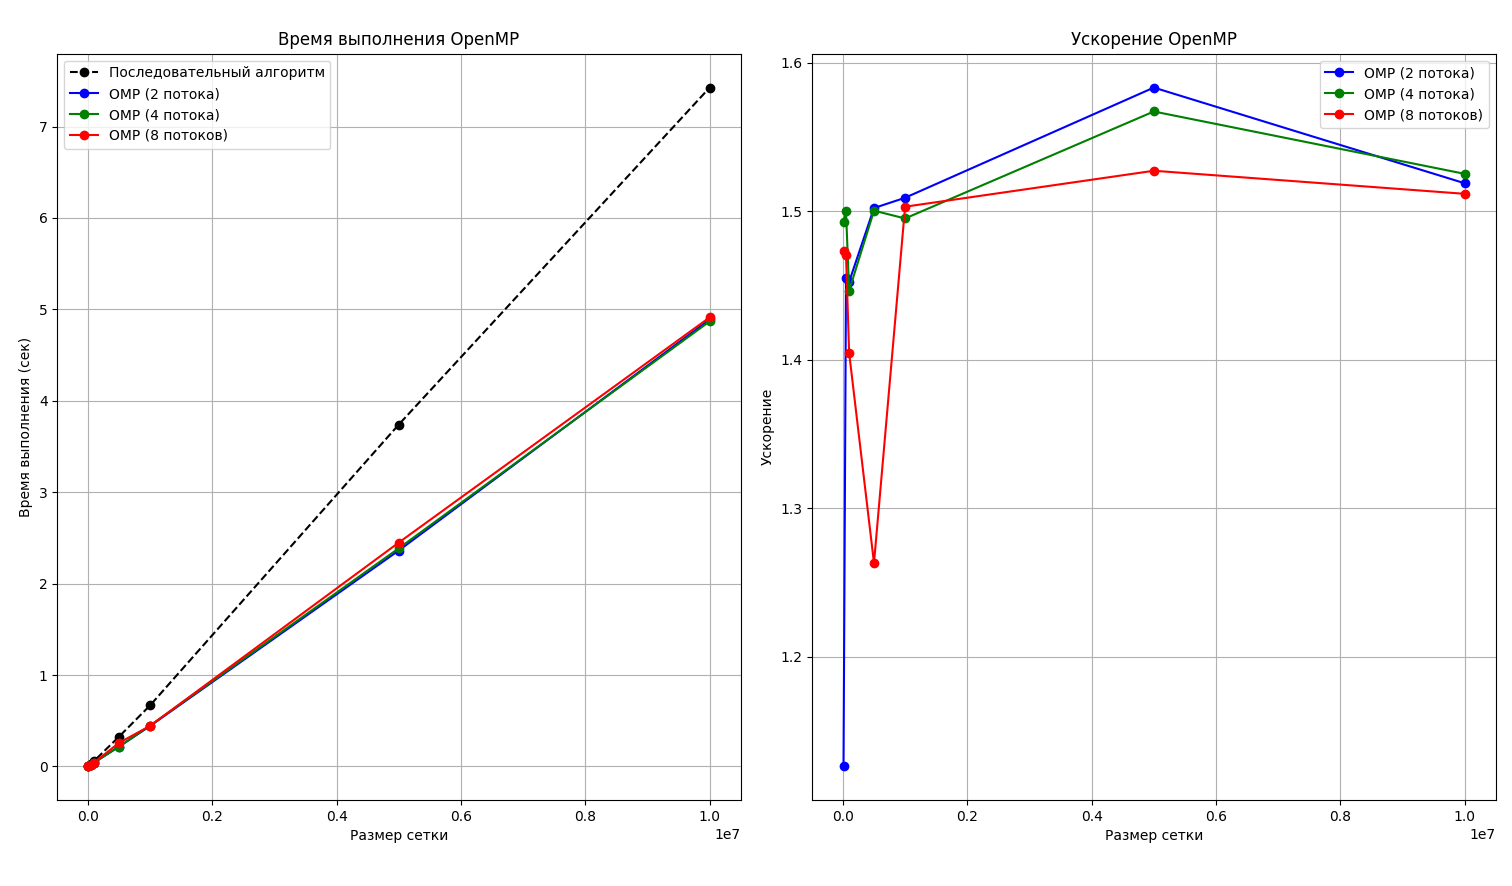 Время выполнения OpenMP
Последовательный алгоритм
OMP (2 потока)
OMP (4 потока)
OMP (8 потоков)
Время выполнения (сек)
7
6
5
4
3
2
1
0
0.0 0.2 0.4 0.6 0.8 1.0
1e7
Размер сетки
Ускорение OpenMP
OMP (2 потока)
OMP (4 потока)
OMP (8 потоков)
Ускорение
1.6
1.5
1.4
1.3
1.2
0.0 0.2 0.4 0.6 0.8 1.0
1e7
Размер сетки